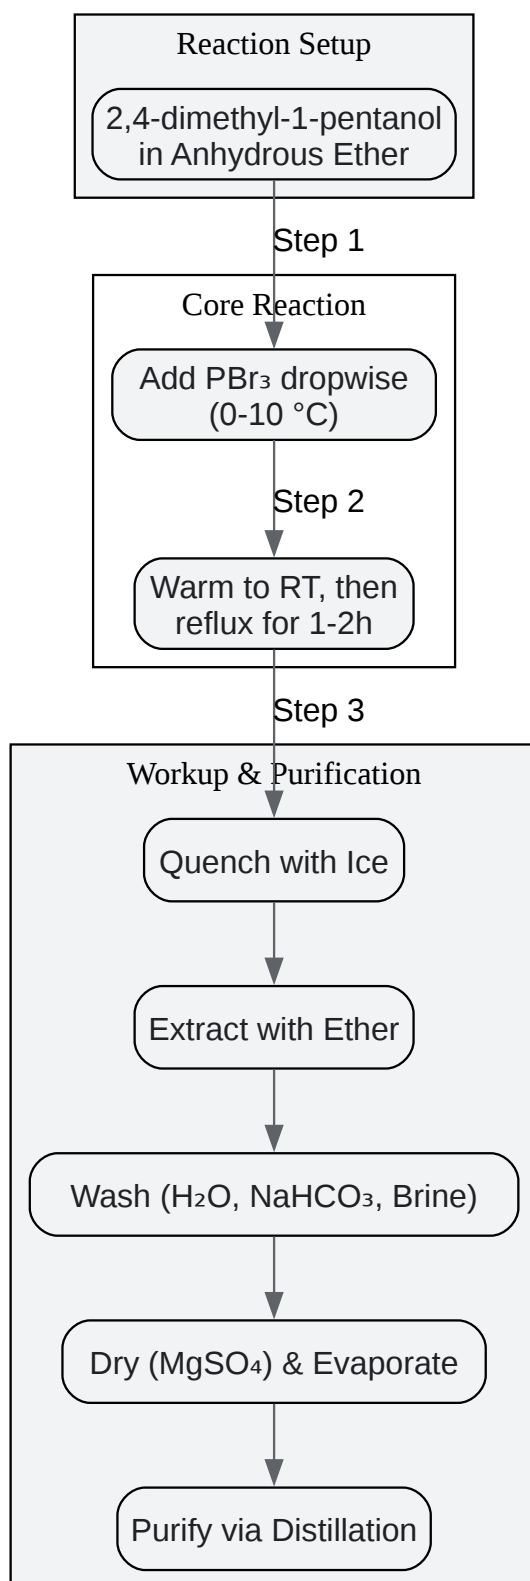 Reaction Setup
2,4-dimethyl-1-pentanol
in Anhydrous Ether
Step 1
Core Reaction
Add PBr₃ dropwise
(0-10 °C)
Step 2
Warm to RT, then
reflux for 1-2h
Step 3
Workup & Purification
Quench with Ice
Extract with Ether
Wash (H₂O, NaHCO₃, Brine)
Dry (MgSO₄) & Evaporate
Purify via Distillation